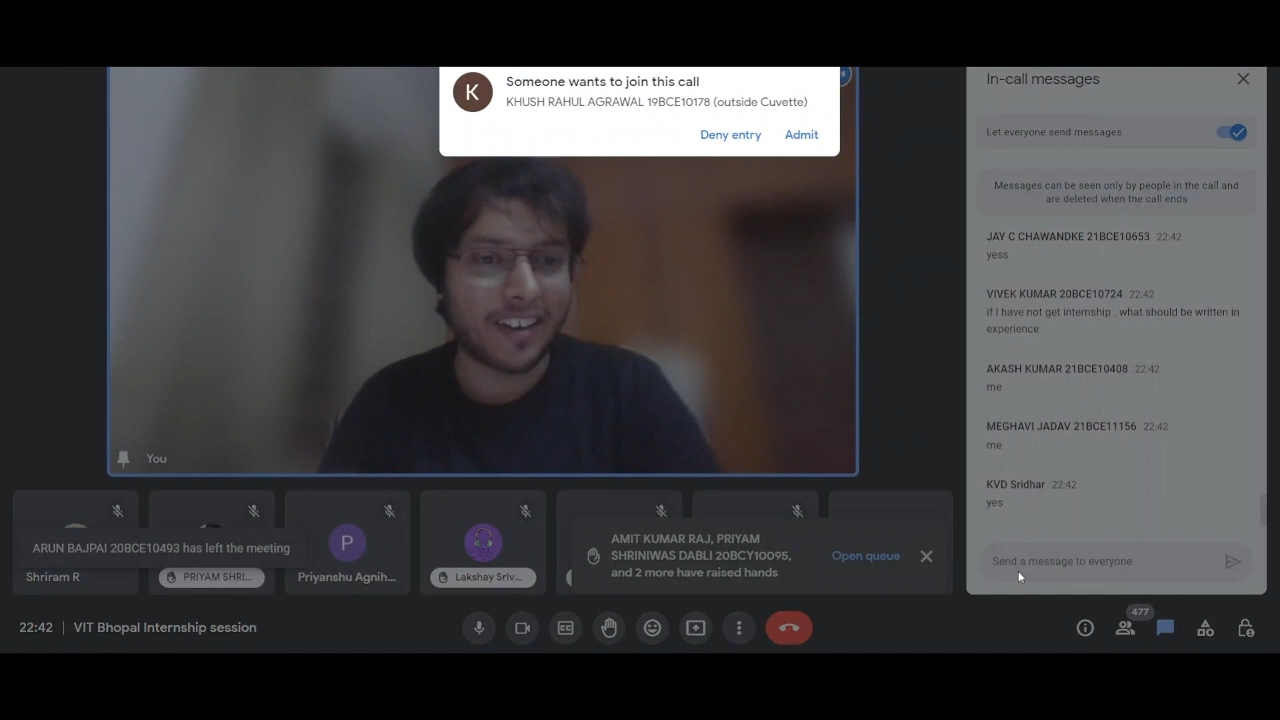 Someone wants to join this call
K
KHUSH RAHUL AGRAWAL 19BCE10178 (outside Cuvette)
Deny entry
Admit
You
ARUN BAJPAI 20BCE10493 has left the meeting
Shriram R
PRIYAM SHRI...
P
Priyanshu Agnih...
Lakshay Sriv...
AMIT KUMAR RAJ, PRIYAM
SHRINIWAS DABLI 20BCY10095,
and 2 more have raised hands
Open queue
In-call messages
Let everyone send messages
Messages can be seen only by people in the call and
are deleted when the call ends
JAY C CHAWANDKE 21BCE10653 22:42
yess
VIVEK KUMAR 20BCE10724 22:42
if I have not get internship . what should be written in
experience
AKASH KUMAR 21BCE10408 22:42
me
MEGHAVI JADAV 21BCE11156 22:42
me
KVD Sridhar 22:42
yes
Send a message to everyone
22:42 | VIT Bhopal Internship session
CC
477